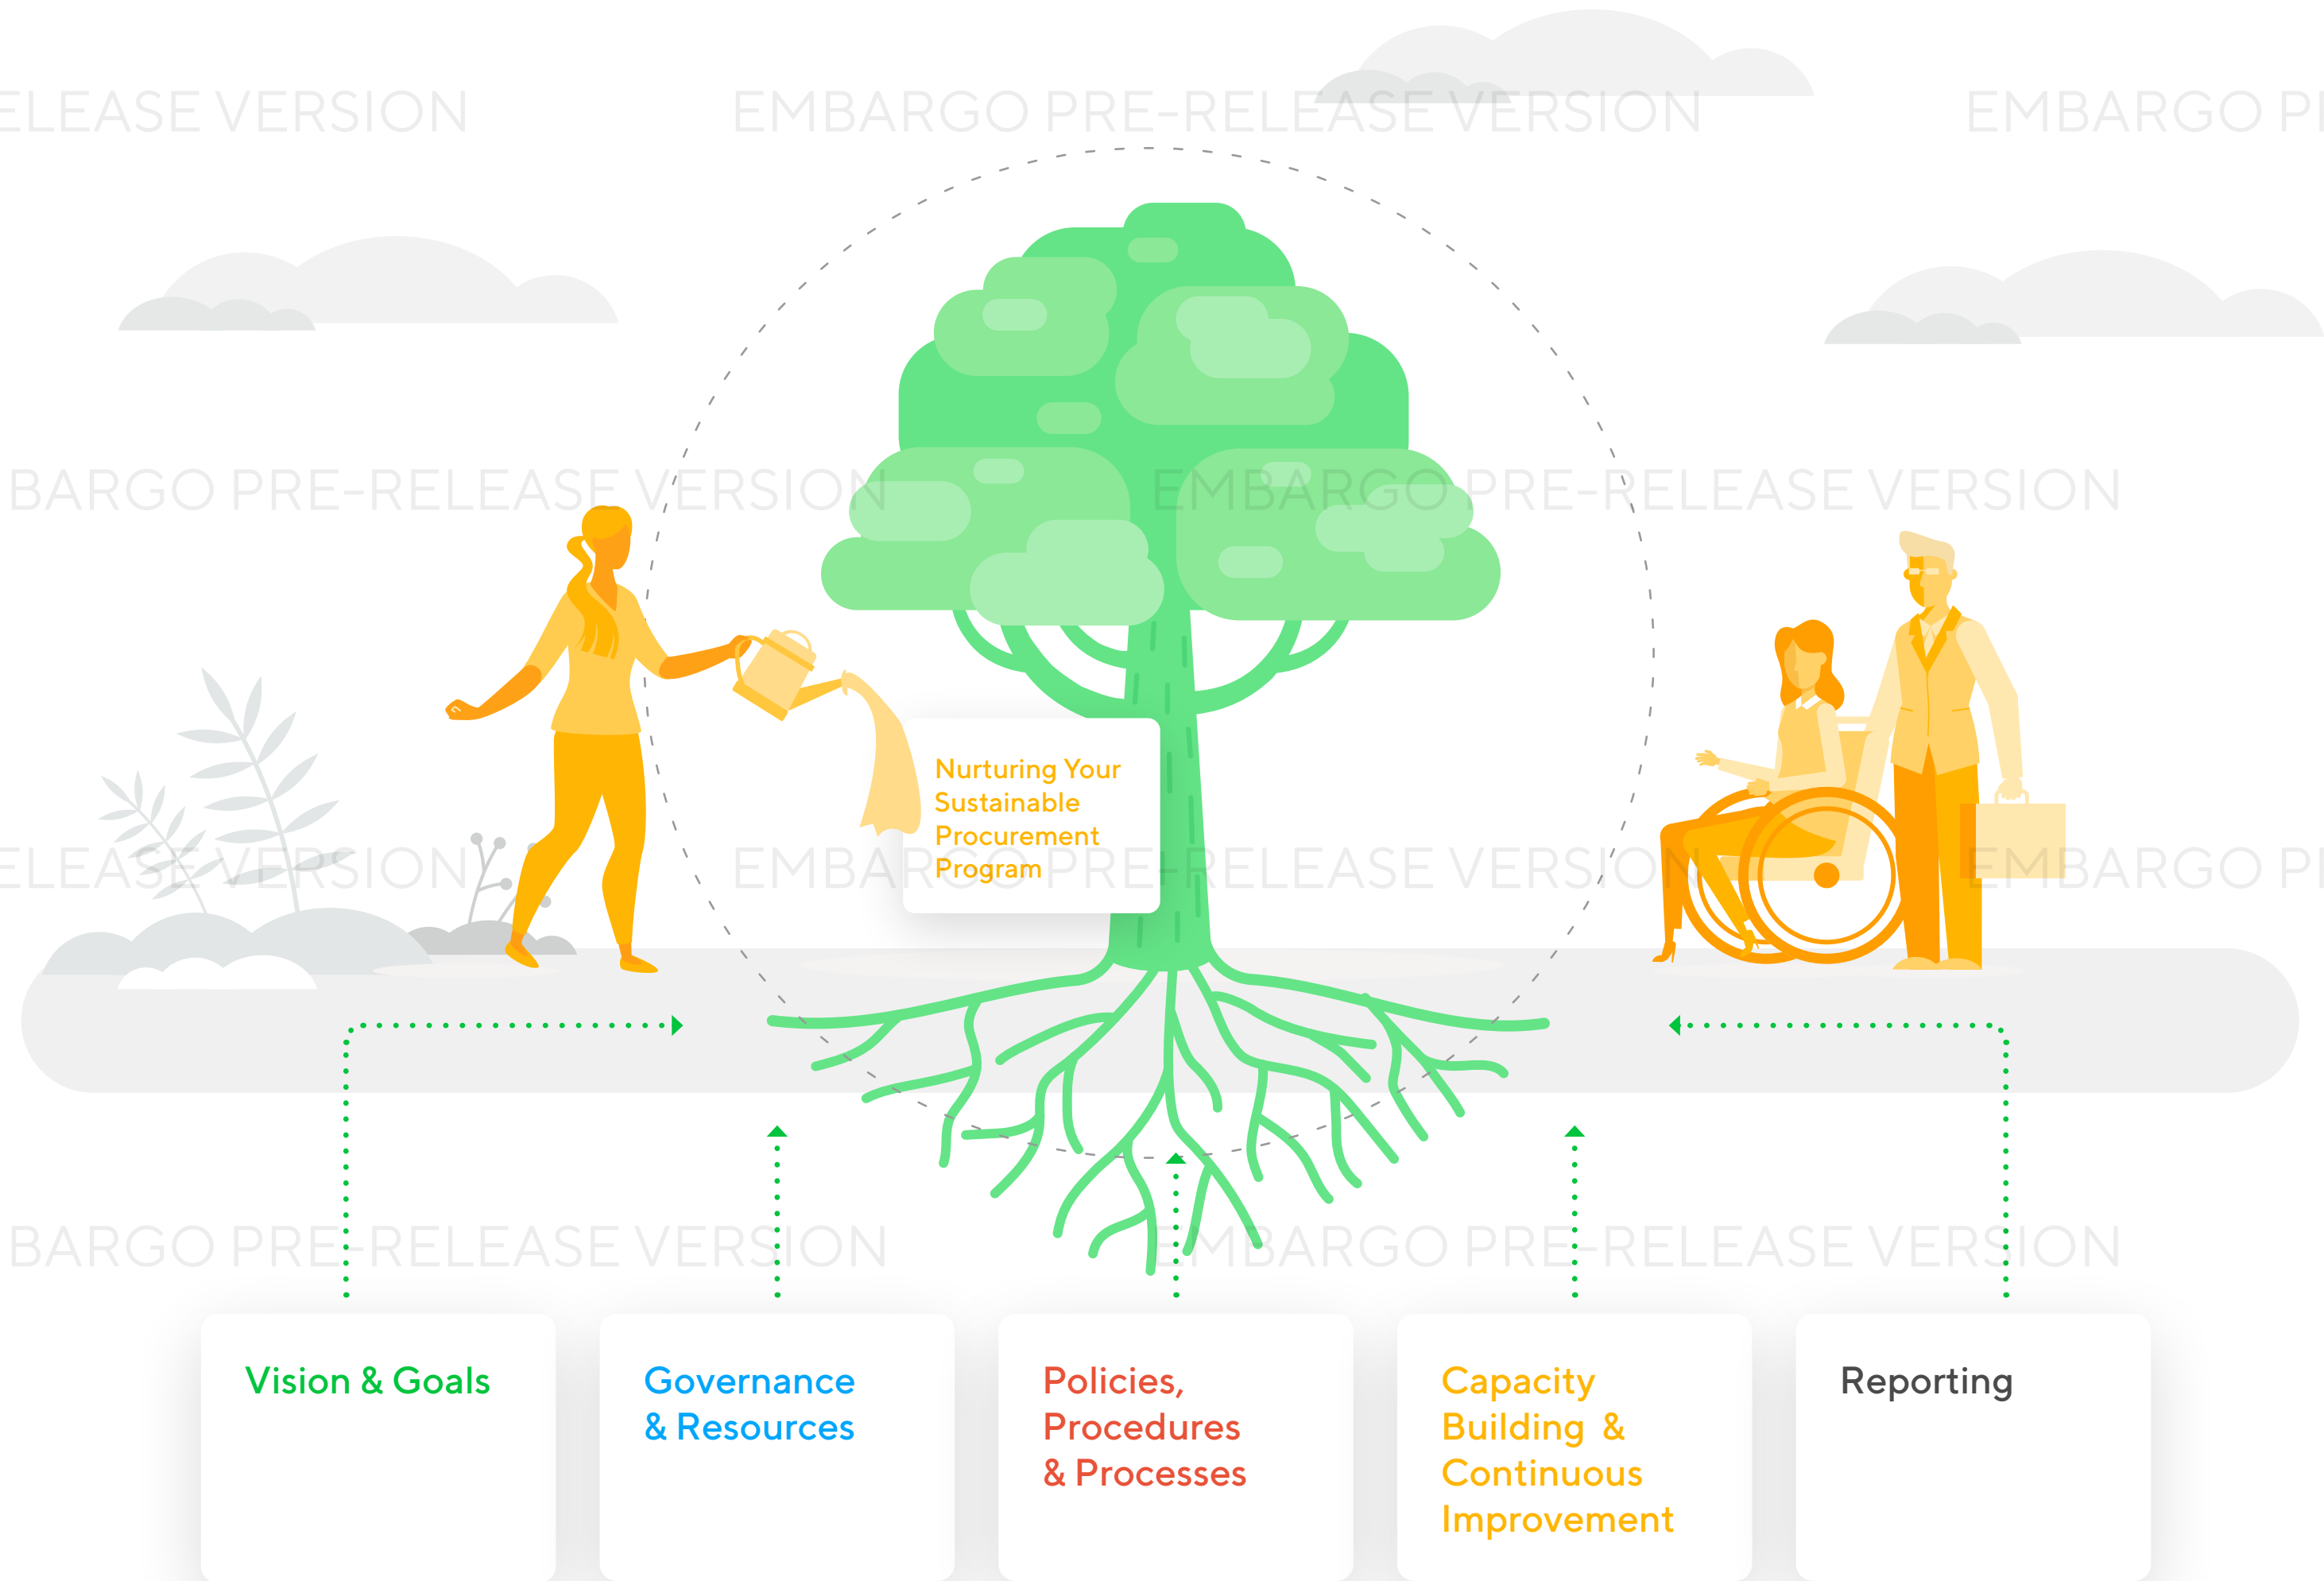 ELEASE VERSION EMBARGO PRE-RELEASE VERSION EMBARGO P
BARGO PRE-RELEASE VERSION EMBARGO PRE-RELEASE VERSION
Nurturing Your
Sustainable
Procurement
Program
ELEASE VERSION EMBARGO PRE-RELEASE VERSION EMBARGO P
BARGO PRE-RELEASE VERSION EMBARGO PRE-RELEASE VERSION
Vision & Goals
Governance
& Resources
Policies,
Procedures
& Processes
Capacity
Building &
Continuous
Improvement
Reporting